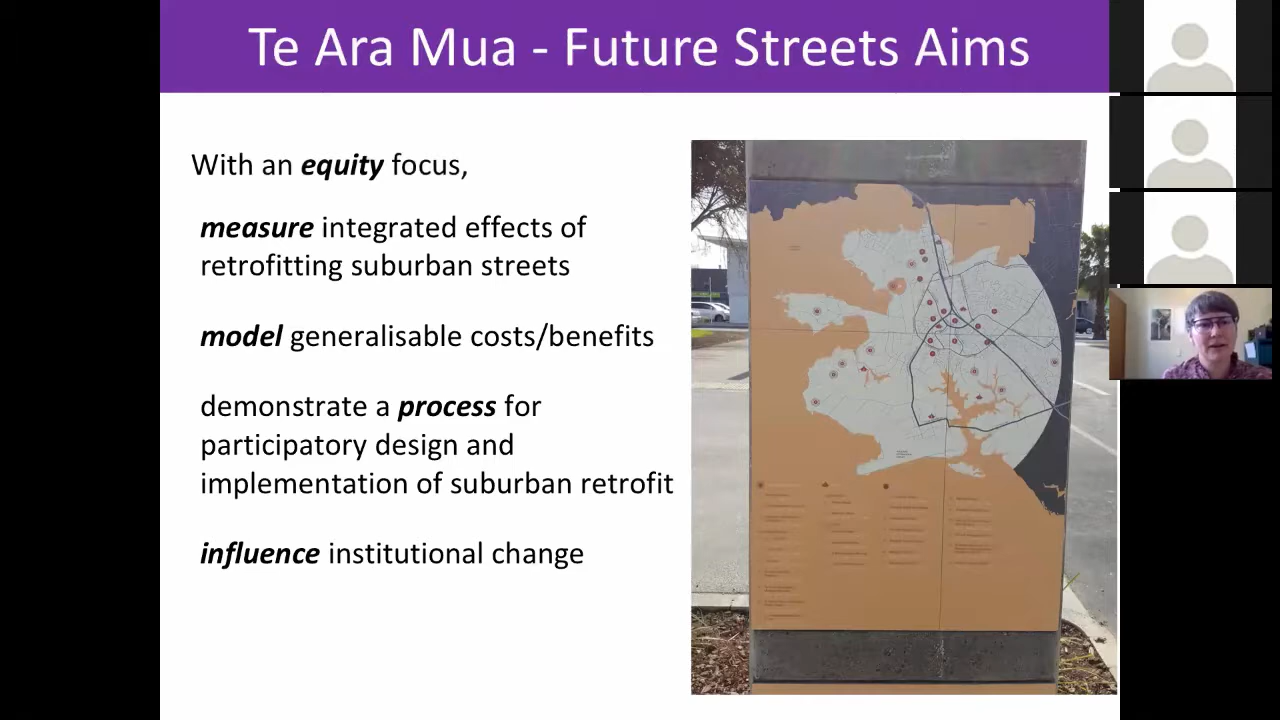 Te Ara Mua - Future Streets Aims
With an equity focus,
measure integrated effects of
retrofitting suburban streets
model generalisable costs/benefits
demonstrate a process for
participatory design and
implementation of suburban retrofit
influence institutional change